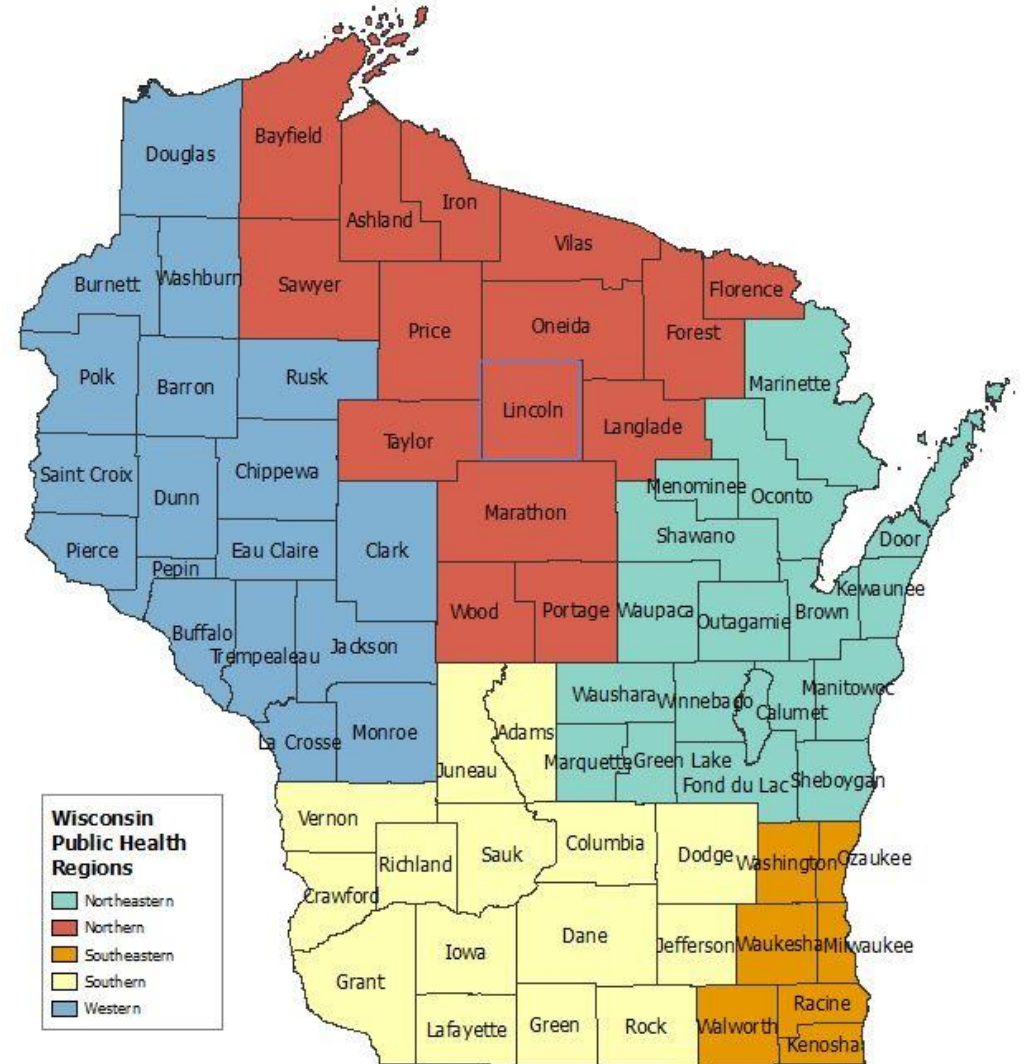 Bayfield
Douglas
Iron
Ashland
Vilas
Burnett
Washburn
Sawyer
Florence
Price
Oneida
Forest
Polk
Barron
Rusk
Marinette
Lincoln
Langlade
Taylor
Saint Croix
Chippewa
Menominee
Oconto
Dunn
Marathon
Shawano
Door
Pierce
Eau Claire
Clark
Pepin
Kewaunee
Wood
Portage
Waupaca
Outagamie
Brown
Buffalo
Trempealeau
Jackson
Waushara
Winnebago
Manitowoc
Calumet
La Crosse
Monroe
Adams
Juneau
Marquette
Green Lake
Fond du Lac
Sheboygan
Vernon
Richland
Sauk
Columbia
Dodge
Washington
Ozaukee
Crawford
Iowa
Dane
Jefferson
Waukesha
Milwaukee
Grant
Lafayette
Green
Rock
Walworth
Racine
Kenosha
Wisconsin
Public Health
Regions
Northeastern
Northern
Southeastern
Southern
Western